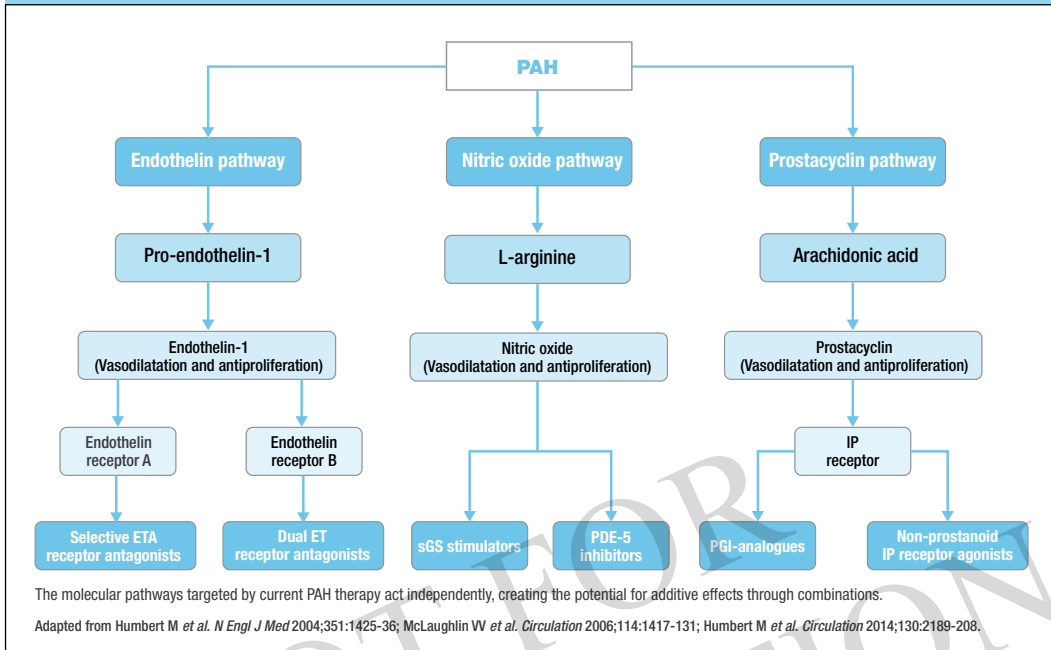 PAH
Endothelin pathway
Nitric oxide pathway
Prostacyclin pathway
Pro-endothelin-1
L-arginine
Arachidonic acid
Endothelin-1
(Vasodilatation and antiproliferation)
Nitric oxide
(Vasodilatation and antiproliferation)
Prostacyclin
(Vasodilatation and antiproliferation)
Endothelin
receptor A
Endothelin
receptor B
IP
receptor
Selective ETA
receptor antagonists
Dual ET
receptor antagonists
sGS stimulators
PDE-5
inhibitors
PGI-analogues
Non-prostanoid
IP receptor agonists
The molecular pathways targeted by current PAH therapy act independently, creating the potential for additive effects through combinations.
Adapted from Humbert M et al. N Engl J Med 2004;351:1425-36; McLaughlin VV et al. Circulation 2006;114:1417-131; Humbert M et al. Circulation 2014;130:2189-208.
FOR